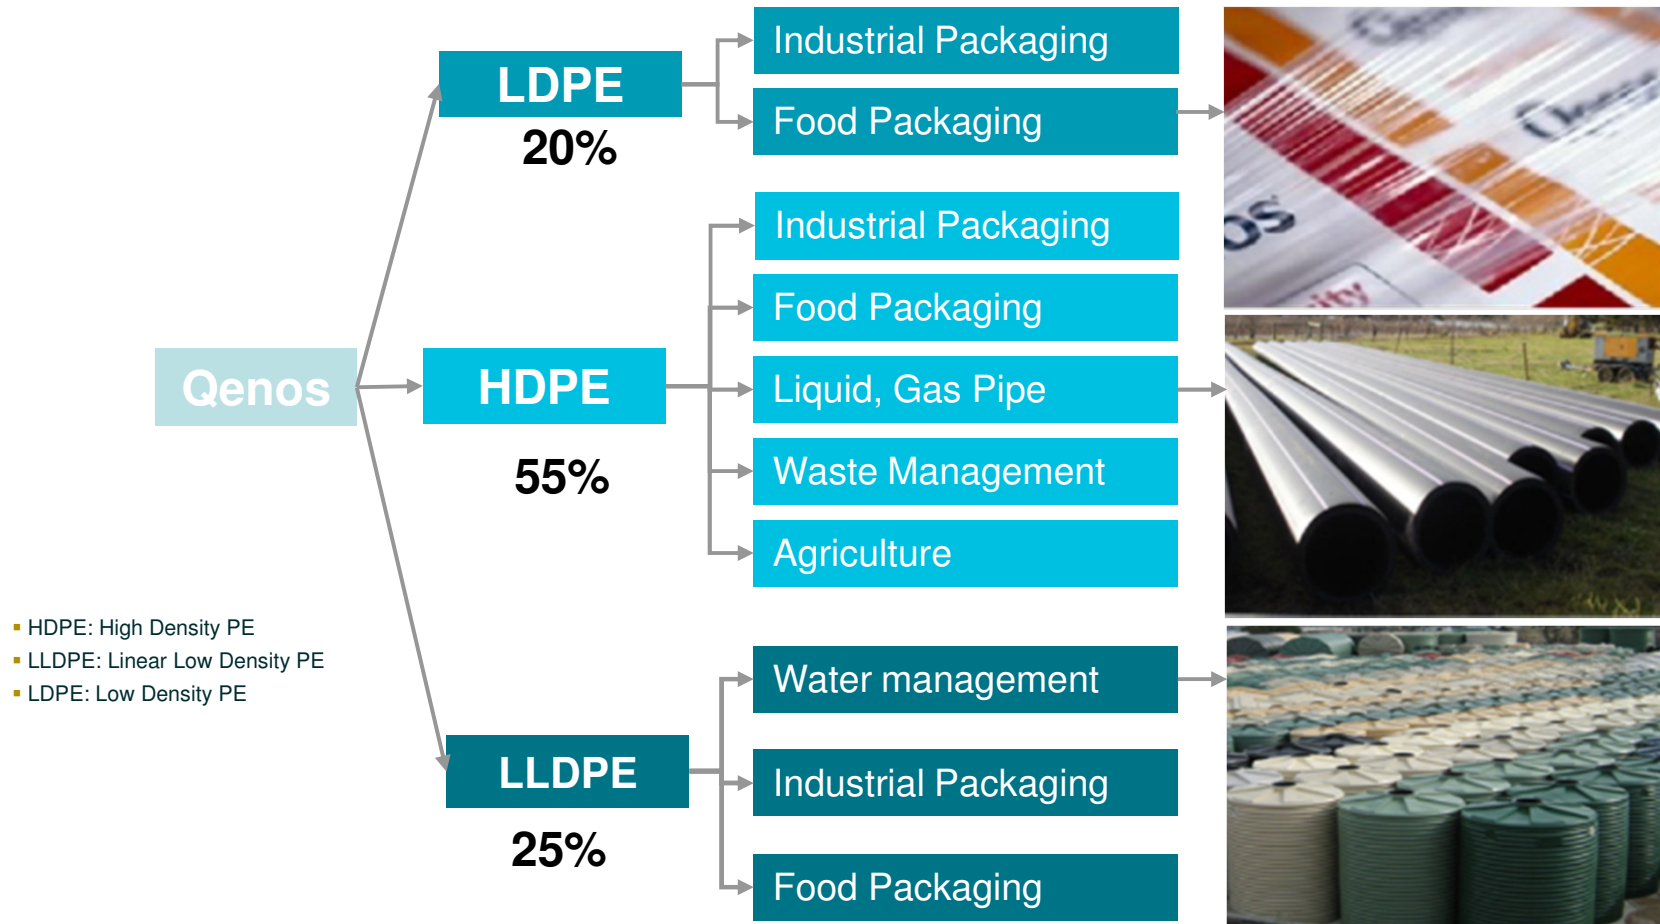 LDPE
20%
Industrial Packaging
Food Packaging
Qenos
HDPE
55%
Industrial Packaging
Food Packaging
Liquid, Gas Pipe
Waste Management
Agriculture
▪ HDPE: High Density PE
▪ LLDPE: Linear Low Density PE
▪ LDPE: Low Density PE
LLDPE
25%
Water management
Industrial Packaging
Food Packaging